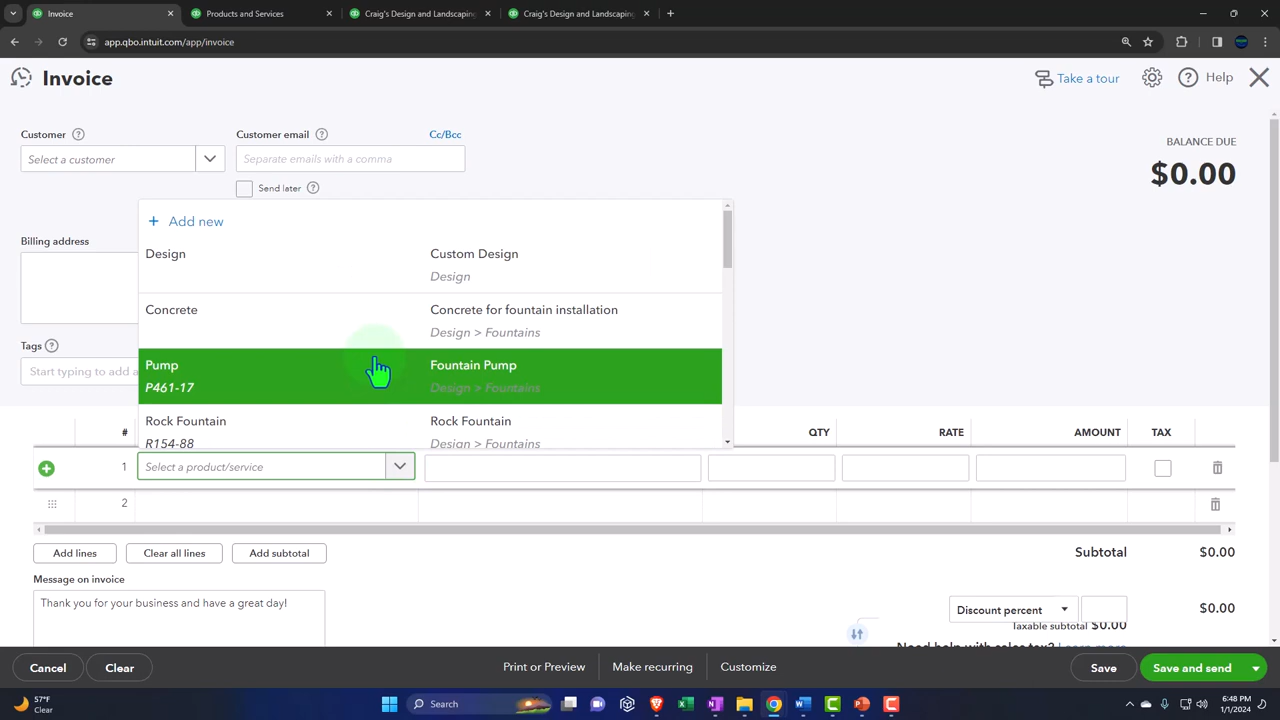 Invoice
Products and Services
Craig's Design and Landscaping
Craig's Design and Landscaping
app.qbo.intuit.com/app/invoice
Invoice
Take a tour
Help
Customer
Customer email
Cc/Bcc
BALANCE DUE
Select a customer
Separate emails with a comma
$0.00
Send later
+ Add new
Billing address
Design
Custom Design
Design
Concrete
Concrete for fountain installation
Design > Fountains
Tags
Pump
Fountain Pump
Start typing to add a
P461-17
Design > Fountains
Rock Fountain
Rock Fountain
R154-88
Design > Fountains
#
QTY
RATE
AMOUNT
TAX
1
Select a product/service
2
Add lines
Clear all lines
Add subtotal
Subtotal
$0.00
Message on invoice
Thank you for your business and have a great day!
Discount percent
$0.00
Taxable subtotal $0.00
Need help with sales tax? Learn more
Cancel
Clear
Print or Preview
Make recurring
Customize
Save
Save and send
57°F
Clear
Search
6:48 PM
1/1/2024